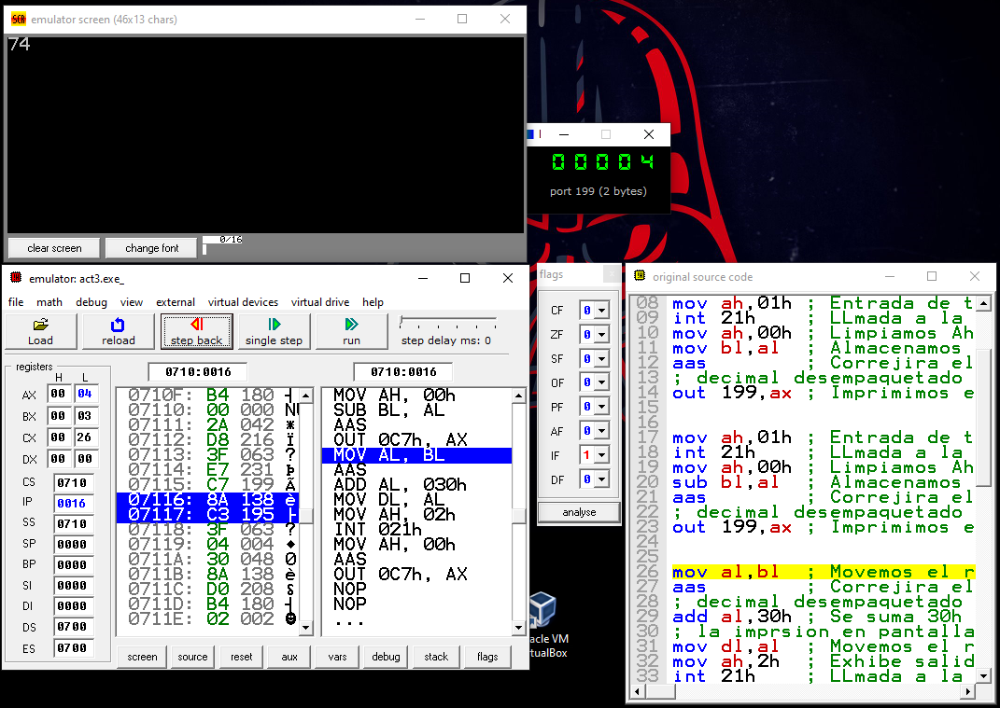 emulator screen (46x13 chars)
74
00004
port 199 (2 bytes)
clear screen change font 0/16
emulator: act3.exe_
file math debug view external virtual devices virtual drive help
Load reload step back single step run step delay ms: 0
registers
H L
AX 00 04
BX 00 03
CX 00 26
DX 00 00
CS 0710
IP 0016
SS 0710
SP 0000
BP 0000
SI 0000
DI 0000
DS 0700
ES 0700
0710:0016 0710:0016
0710F: B4 180 ┤
07110: 00 000 NU
07111: 2A 042 *
07112: D8 216 ï
07113: 3F 063 ?
07114: E7 231 þ
07115: C7 199 Ã
07116: 8A 138 è
07117: C3 195 ├
07118: 3F 063 ?
07119: 04 004 ♦
0711A: 30 048 0
0711B: 8A 138 è
0711C: D0 208 
0711D: B4 180 ┤
0711E: 02 002 ☻
MOV AH, 00h
SUB BL, AL
AAS
OUT 0C7h, AX
MOV AL, BL
AAS
ADD AL, 030h
MOV DL, AL
MOV AH, 02h
INT 021h
MOV AH, 00h
AAS
OUT 0C7h, AX
NOP
NOP
...
screen source reset aux vars debug stack flags
flags
CF 0
ZF 0
SF 0
OF 0
PF 0
AF 0
IF 1
DF 0
analyse
original source code
08 mov ah,01h ; Entrada de t
09 int 21h ; LLmada a la
10 mov ah,00h ; Limpiamos Ah
11 mov bl,al ; Almacenamos
12 aas ; Correjira el
13 ; decimal desempaquetado
14 out 199,ax ; Imprimimos e
15
16
17 mov ah,01h ; Entrada de t
18 int 21h ; LLmada a la
19 mov ah,00h ; Limpiamos Ah
20 sub bl,al ; Almacenamos
21 aas ; Correjira el
22 ; decimal desempaquetado
23 out 199,ax ; Imprimimos e
24
25
26 mov al,bl ; Movemos el r
27 aas ; Correjira el
28 ; decimal desempaquetado
29 add al,30h ; Se suma 30h
30 ; la imprsion en pantalla
31 mov dl,al ; Movemos el r
32 mov ah,2h ; Exhibe salid
33 int 21h ; LLmada a la
acle VM
rtualBox